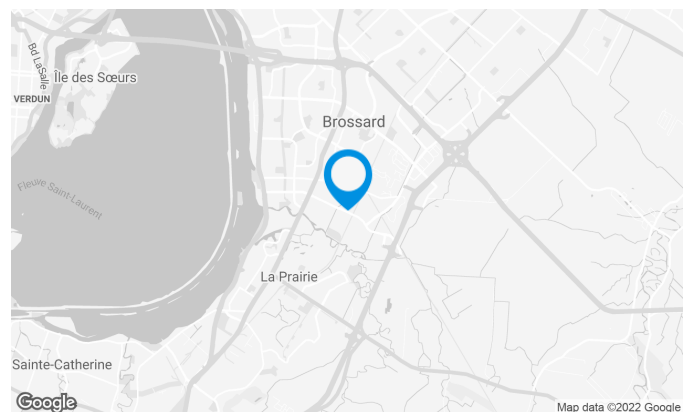 Bd LaSalle
Île des Sœurs
VERDUN
Brossard
Fleuve Saint-Laurent
La Prairie
Sainte-Catherine
Google
Map data ©2022 Google